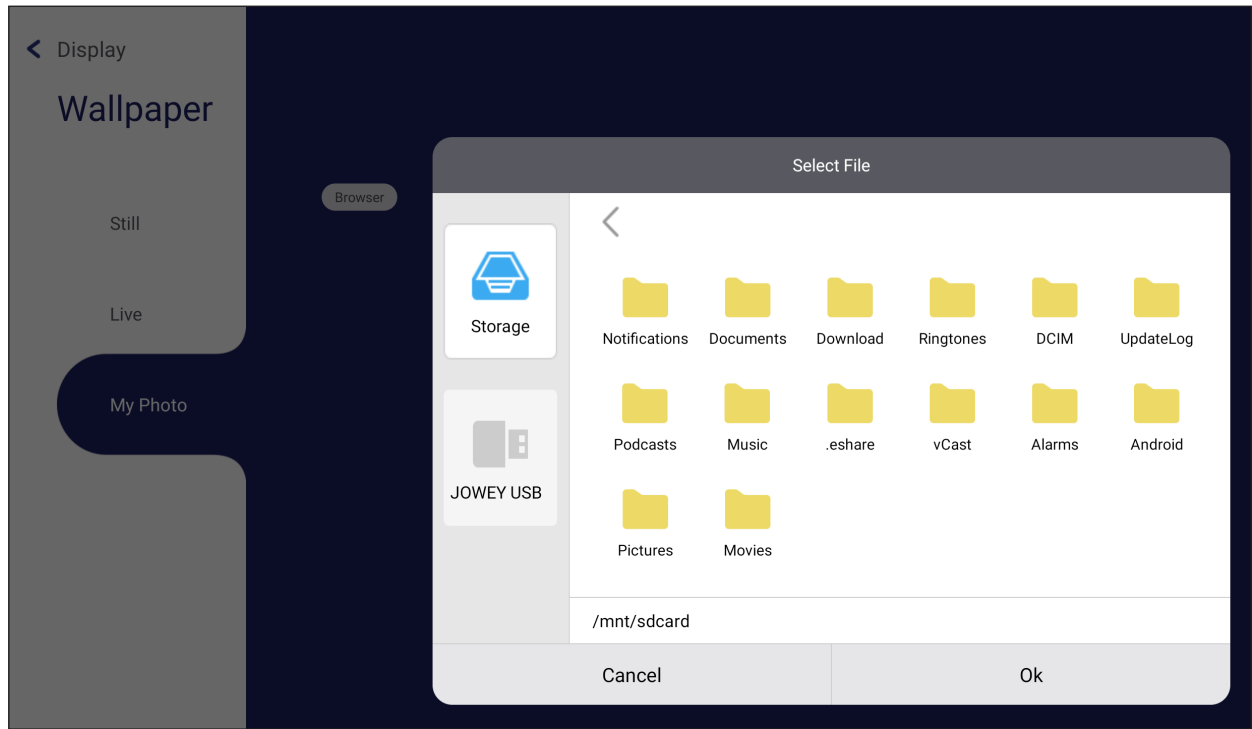 Display
Wallpaper
Still
Live
My Photo
Browser
Select File
Storage
JOWEY USB
Notifications Documents Download Ringtones DCIM UpdateLog
Podcasts Music .eshare vCast Alarms Android
Pictures Movies
/mnt/sdcard
Cancel Ok